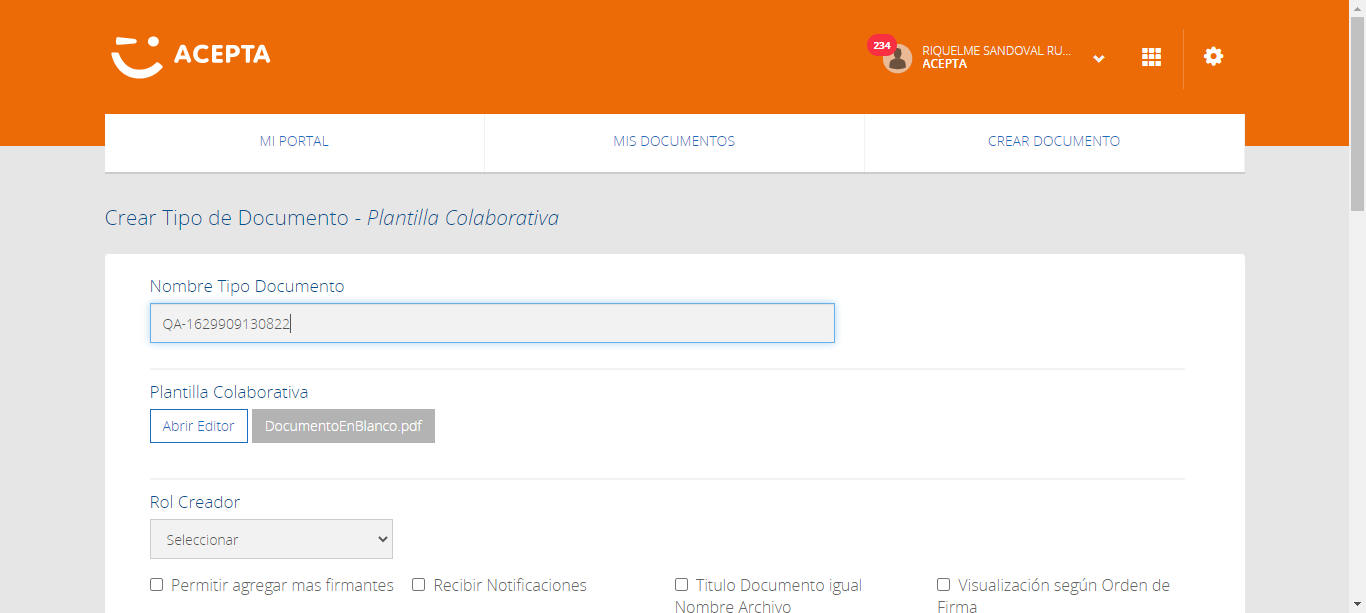 ACEPTA
234
RIQUELME SANDOVAL RU...
ACEPTA
MI PORTAL
MIS DOCUMENTOS
CREAR DOCUMENTO
Crear Tipo de Documento - Plantilla Colaborativa
Nombre Tipo Documento
QA-1629909130822
Plantilla Colaborativa
Abrir Editor
DocumentoEnBlanco.pdf
Rol Creador
Seleccionar
Permitir agregar mas firmantes
Recibir Notificaciones
Titulo Documento igual
Nombre Archivo
Visualización según Orden de
Firma